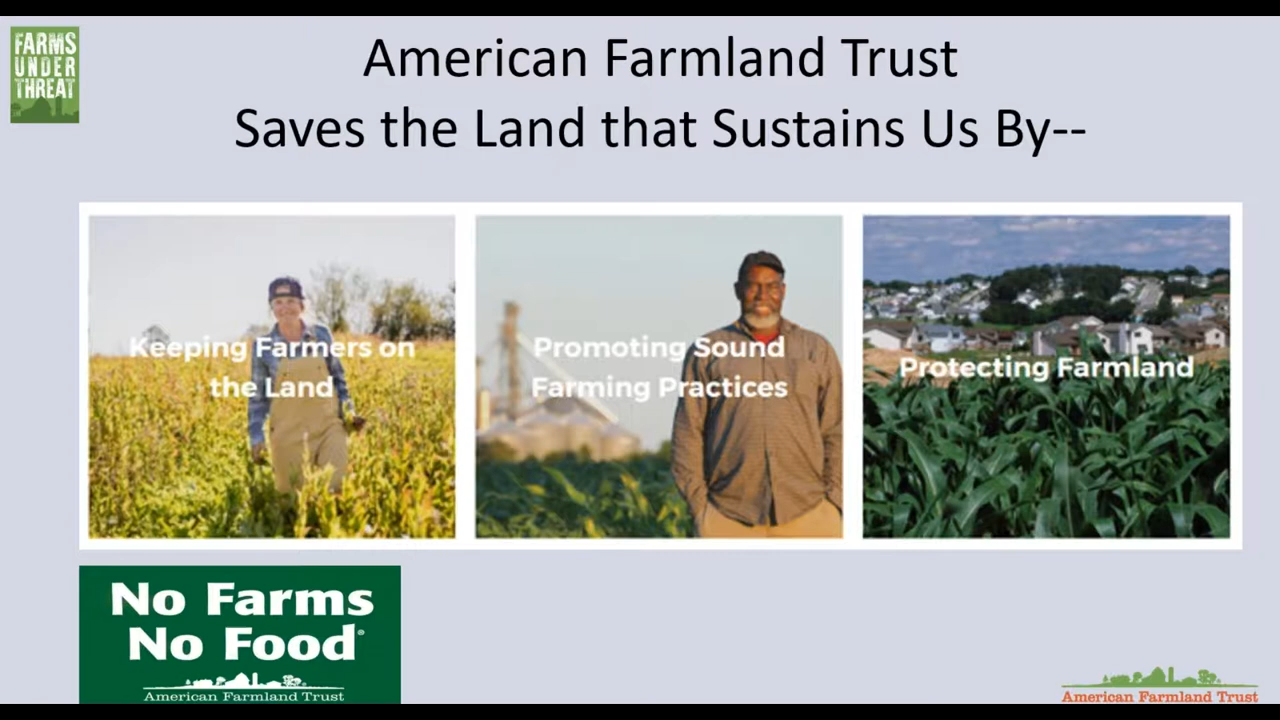 FARMS
UNDER
THREAT
American Farmland Trust
Saves the Land that Sustains Us By--
Keeping Farmers on
the Land
Promoting Sound
Farming Practices
Protecting Farmland
No Farms
No Food®
American Farmland Trust
American Farmland Trust